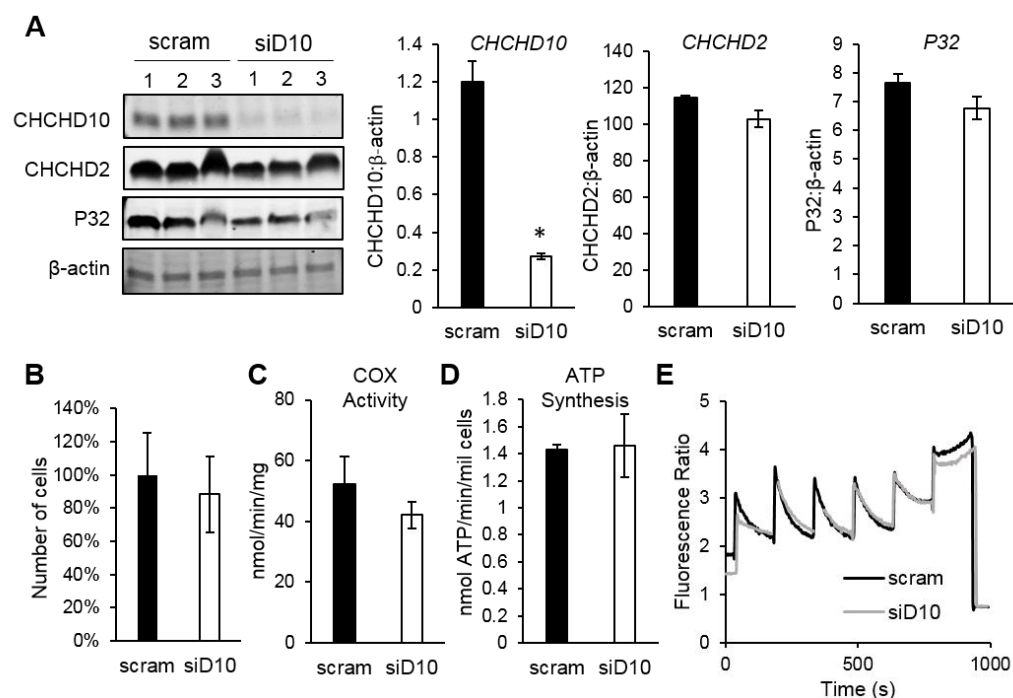 A
scram siD10
1 2 3 1 2 3
CHCHD10
CHCHD2
P32
β-actin
CHCHD10
CHCHD10:β-actin
1.4
1.2
1.0
0.8
0.6
0.4
0.2
0
*
scram siD10
CHCHD2
CHCHD2:β-actin
140
120
100
80
60
40
20
0
scram siD10
P32
P32:β-actin
9
8
7
6
5
4
3
2
1
0
scram siD10
B
Number of cells
140%
120%
100%
80%
60%
40%
20%
0%
scram siD10
C
COX
Activity
nmol/min/mg
80
60
40
20
0
scram siD10
D
ATP
Synthesis
nmol ATP/min/mil cells
1.8
1.6
1.4
1.2
1
0.8
0.6
0.4
0.2
0
scram siD10
E
Fluorescence Ratio
5
4
3
2
1
0
scram
siD10
0 500 1000
Time (s)